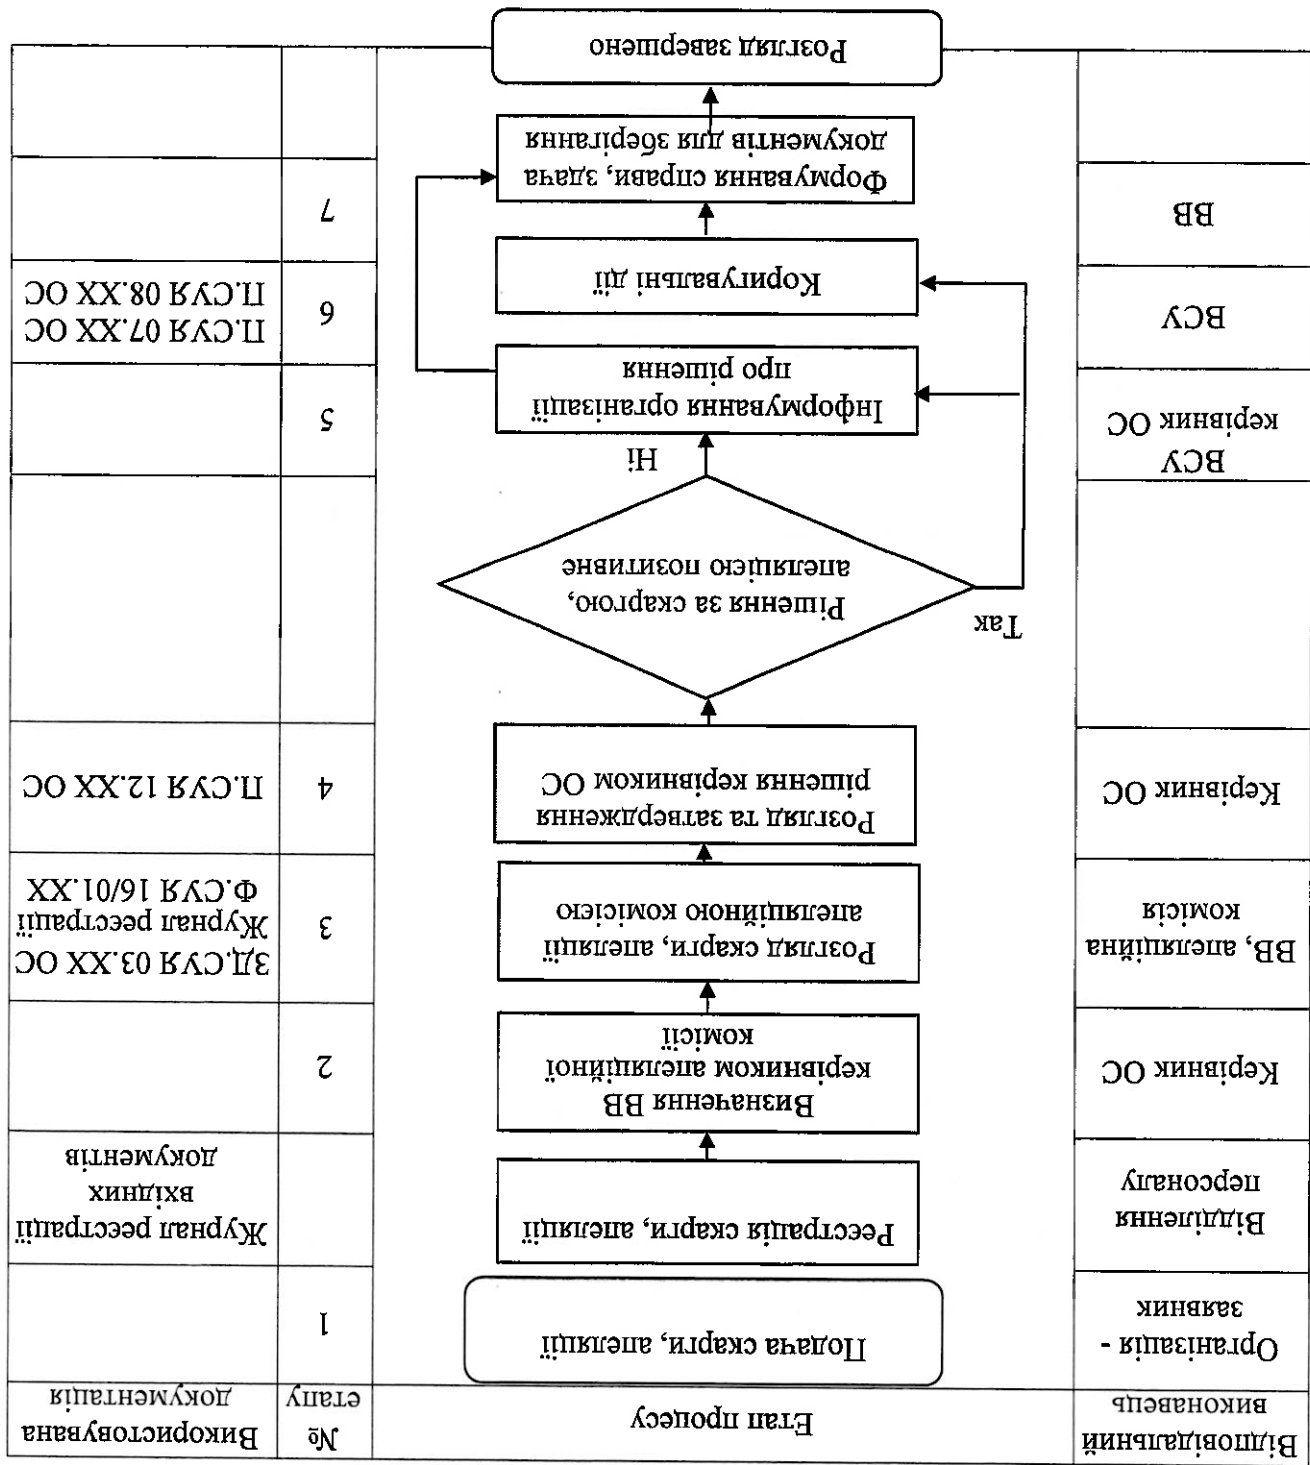 Відповідальний
виконавець
Етап процесу
№
етапу
Використовувана
документація
Організація -
заявник
Подача скарги, апеляції
1
Відділення
персоналу
Реєстрація скарги, апеляції
Журнал реєстрації
вхідних
документів
Керівник ОС
Визначення ВВ
керівником апеляційної
комісії
2
ВВ, апеляційна
комісія
Розгляд скарги, апеляції
апеляційною комісією
3
ЗД.СУЯ 03.ХХ ОС
Журнал реєстрації
Ф.СУЯ 16/01.ХХ
Керівник ОС
Розгляд та затвердження
рішення керівником ОС
4
П.СУЯ 12.ХХ ОС
Так
Рішення за скаргою,
апеляцією позитивне
Ні
ВСУ
керівник ОС
Інформування організації
про рішення
5
ВСУ
Коригувальні дії
6
П.СУЯ 07.ХХ ОС
П.СУЯ 08.ХХ ОС
ВВ
Формування справи, здача
документів для зберігання
7
Розгляд завершено